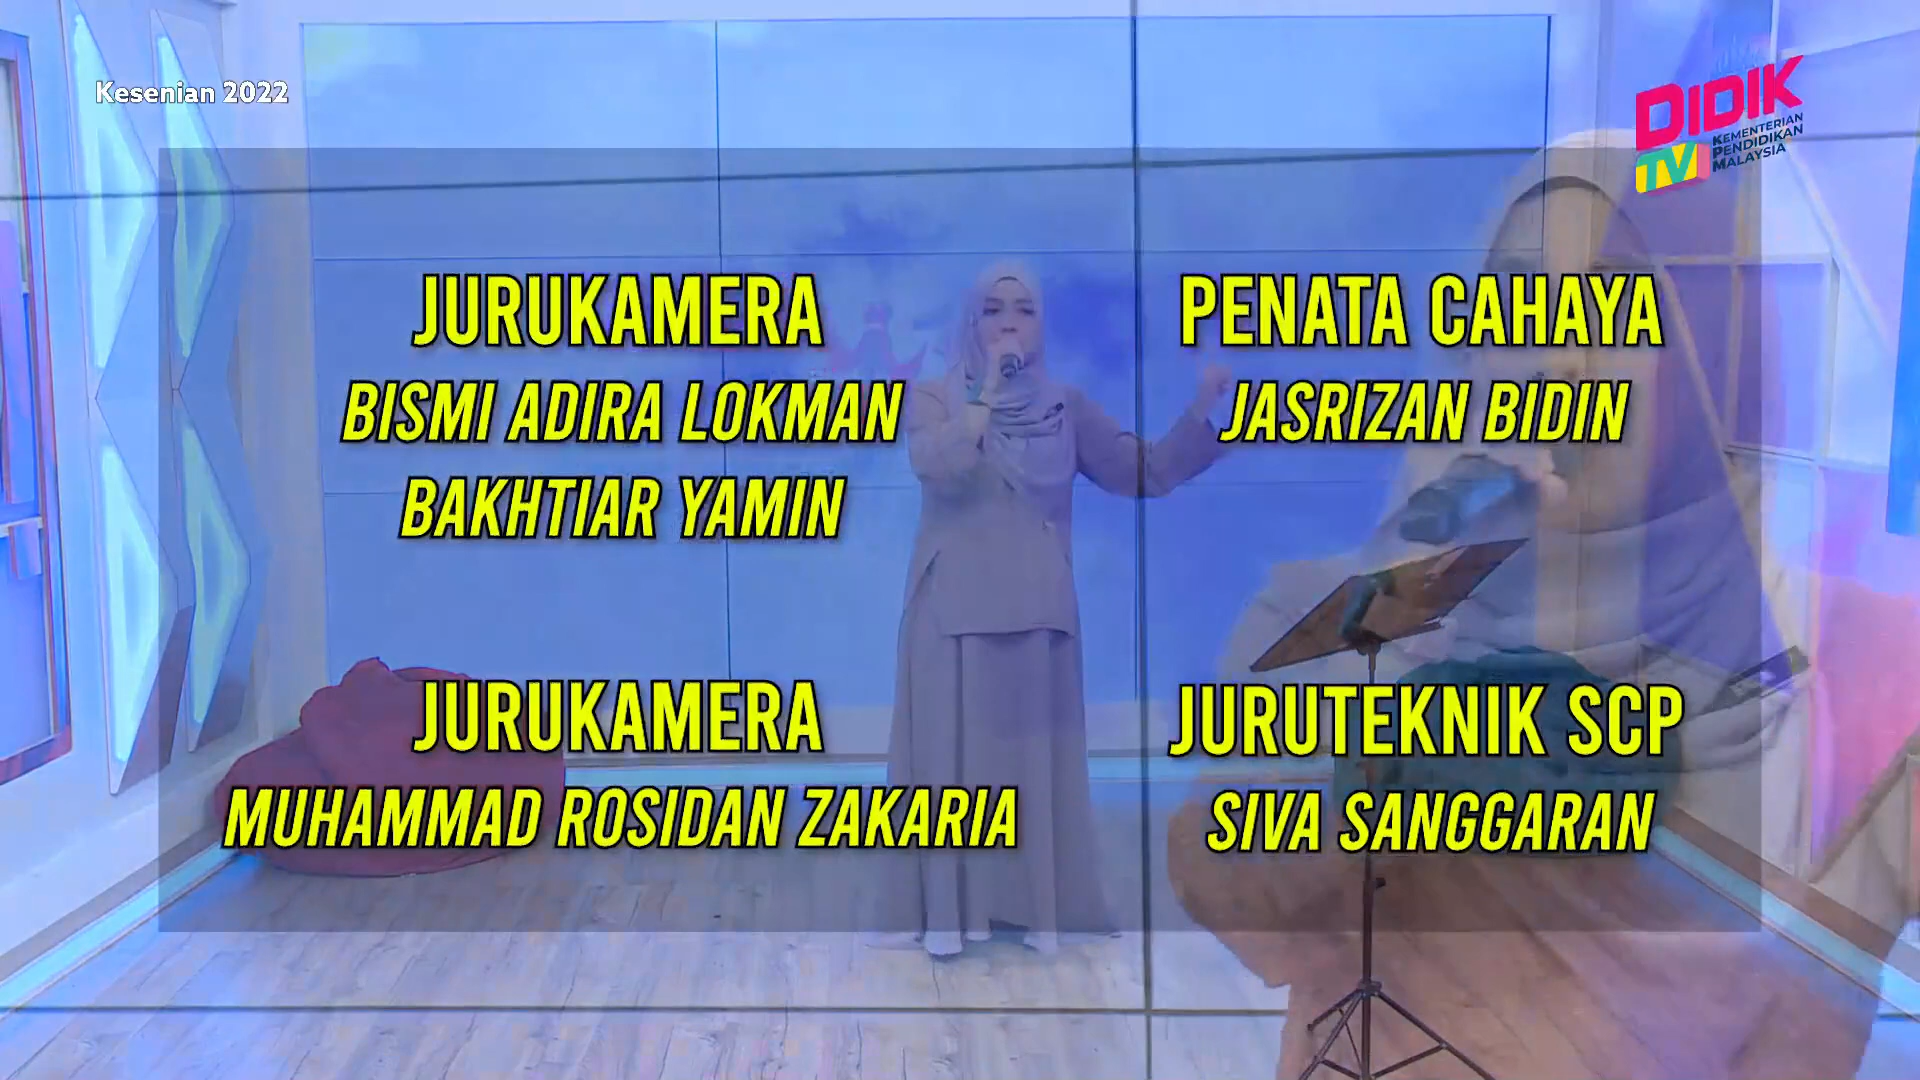 Kesenian 2022
DIDIK
TV
KEMENTERIAN
PENDIDIKAN
MALAYSIA
JURUKAMERA
BISMI ADIRA LOKMAN
BAKHTIAR YAMIN
PENATA CAHAYA
JASRIZAN BIDIN
JURUKAMERA
MUHAMMAD ROSIDAN ZAKARIA
JURUTEKNIK SCP
SIVA SANGGARAN